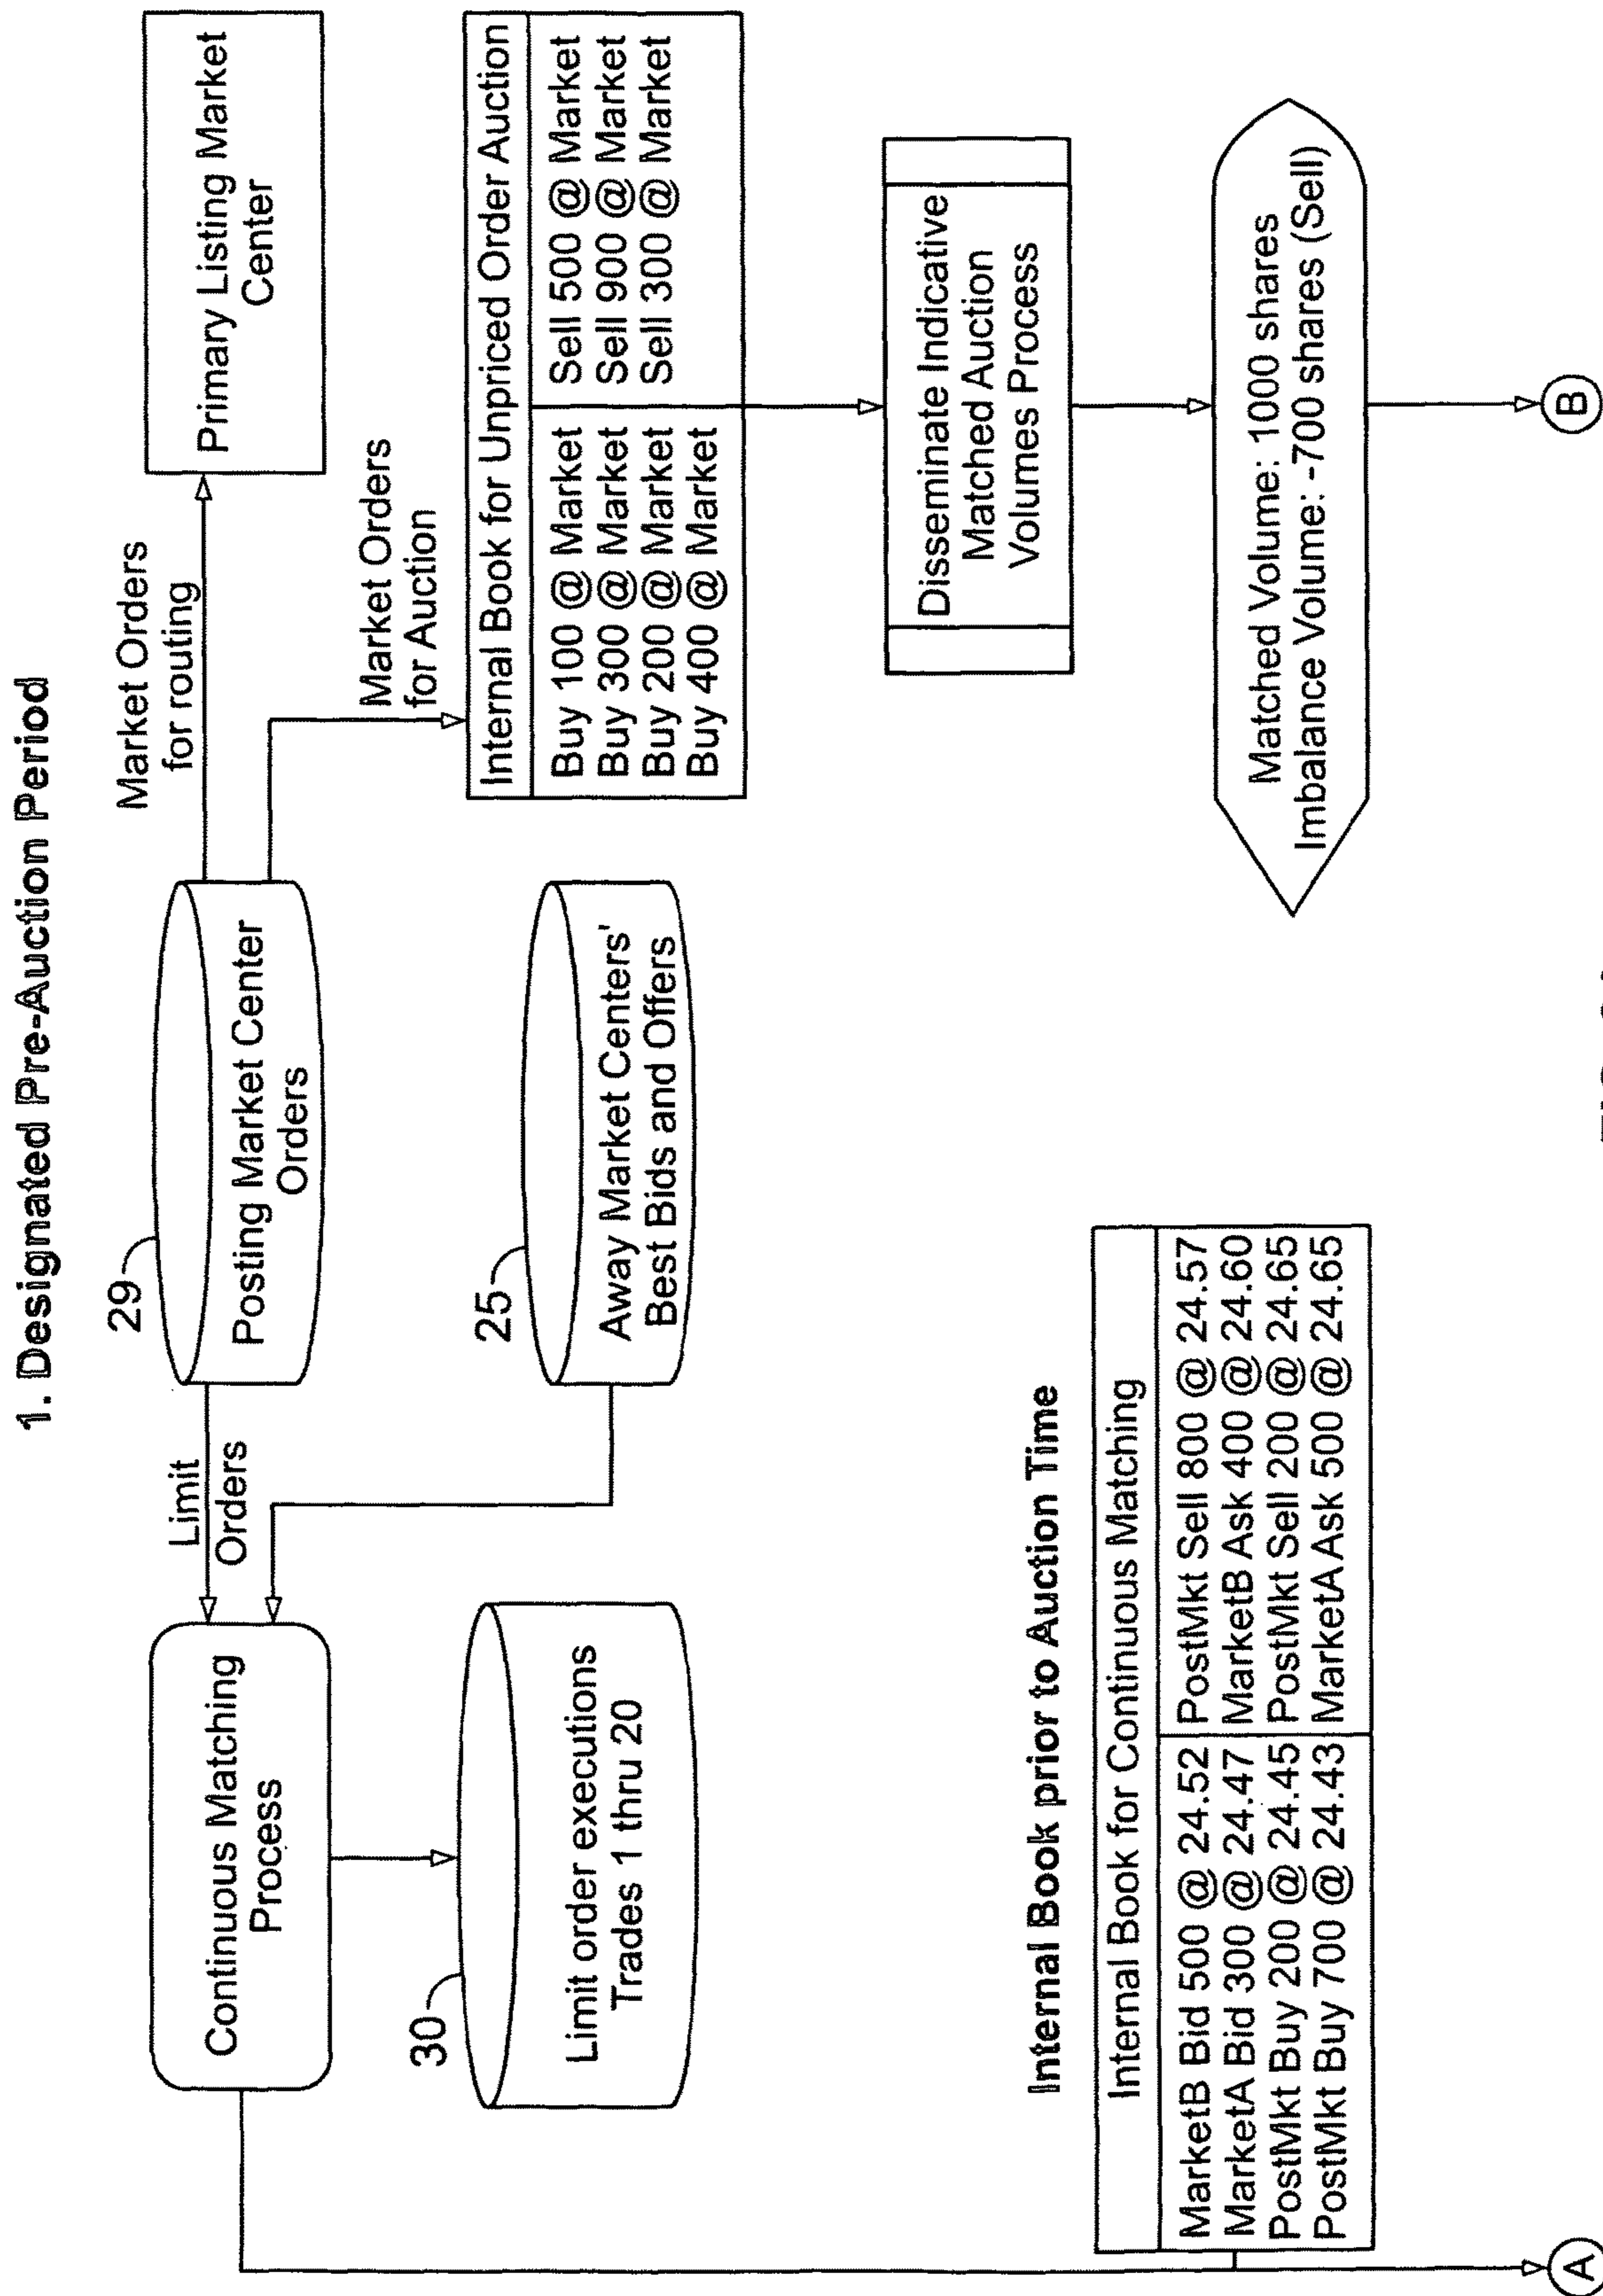 1. Designated Pre-Auction Period
29
Posting Market Center
Orders
Market Orders
for routing
Primary Listing Market
Center
Limit
Orders
Continuous Matching
Process
Market Orders
for Auction
30
Limit order executions
Trades 1 thru 20
25
Away Market Centers'
Best Bids and Offers
Internal Book for Unpriced Order Auction
Buy 100 @ Market Sell 500 @ Market
Buy 300 @ Market Sell 900 @ Market
Buy 200 @ Market Sell 300 @ Market
Buy 400 @ Market
Disseminate Indicative
Matched Auction
Volumes Process
Internal Book prior to Auction Time
Internal Book for Continuous Matching
MarketB Bid 500 @ 24.52 PostMkt Sell 800 @ 24.57
MarketA Bid 300 @ 24.47 MarketB Ask 400 @ 24.60
PostMkt Buy 200 @ 24.45 PostMkt Sell 200 @ 24.65
PostMkt Buy 700 @ 24.43 MarketA Ask 500 @ 24.65
Matched Volume: 1000 shares
Imbalance Volume: -700 shares (Sell)
A
B